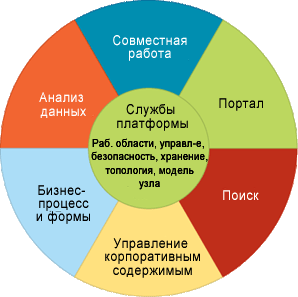 Совместная
работа
Анализ
данных
Портал
Службы
платформы
Раб. области, управл-е,
безопасность, хранение,
топология, модель
узла
Бизнес-
процесс
и формы
Поиск
Управление
корпоративным
содержимым